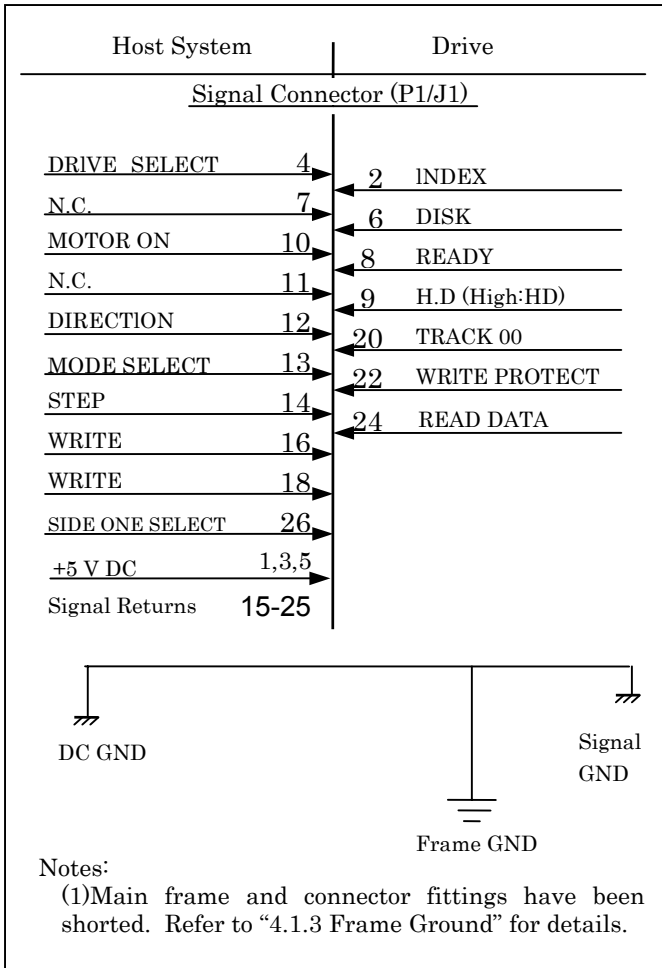 Host System Drive
Signal Connector (P1/J1)
DRlVE SELECT 4
2 lNDEX
N.C. 7
6 DISK
MOTOR ON 10
8 READY
N.C. 11
9 H.D (High:HD)
DIRECTlON 12
20 TRACK 00
MODE SELECT 13
22 WRlTE PROTECT
STEP 14
24 READ DATA
WRITE 16
WRITE 18
SIDE ONE SELECT 26
+5 V DC 1,3,5
Signal Returns 15-25
DC GND
Signal
GND
Frame GND
Notes:
(1)Main frame and connector fittings have been
shorted. Refer to “4.1.3 Frame Ground” for details.